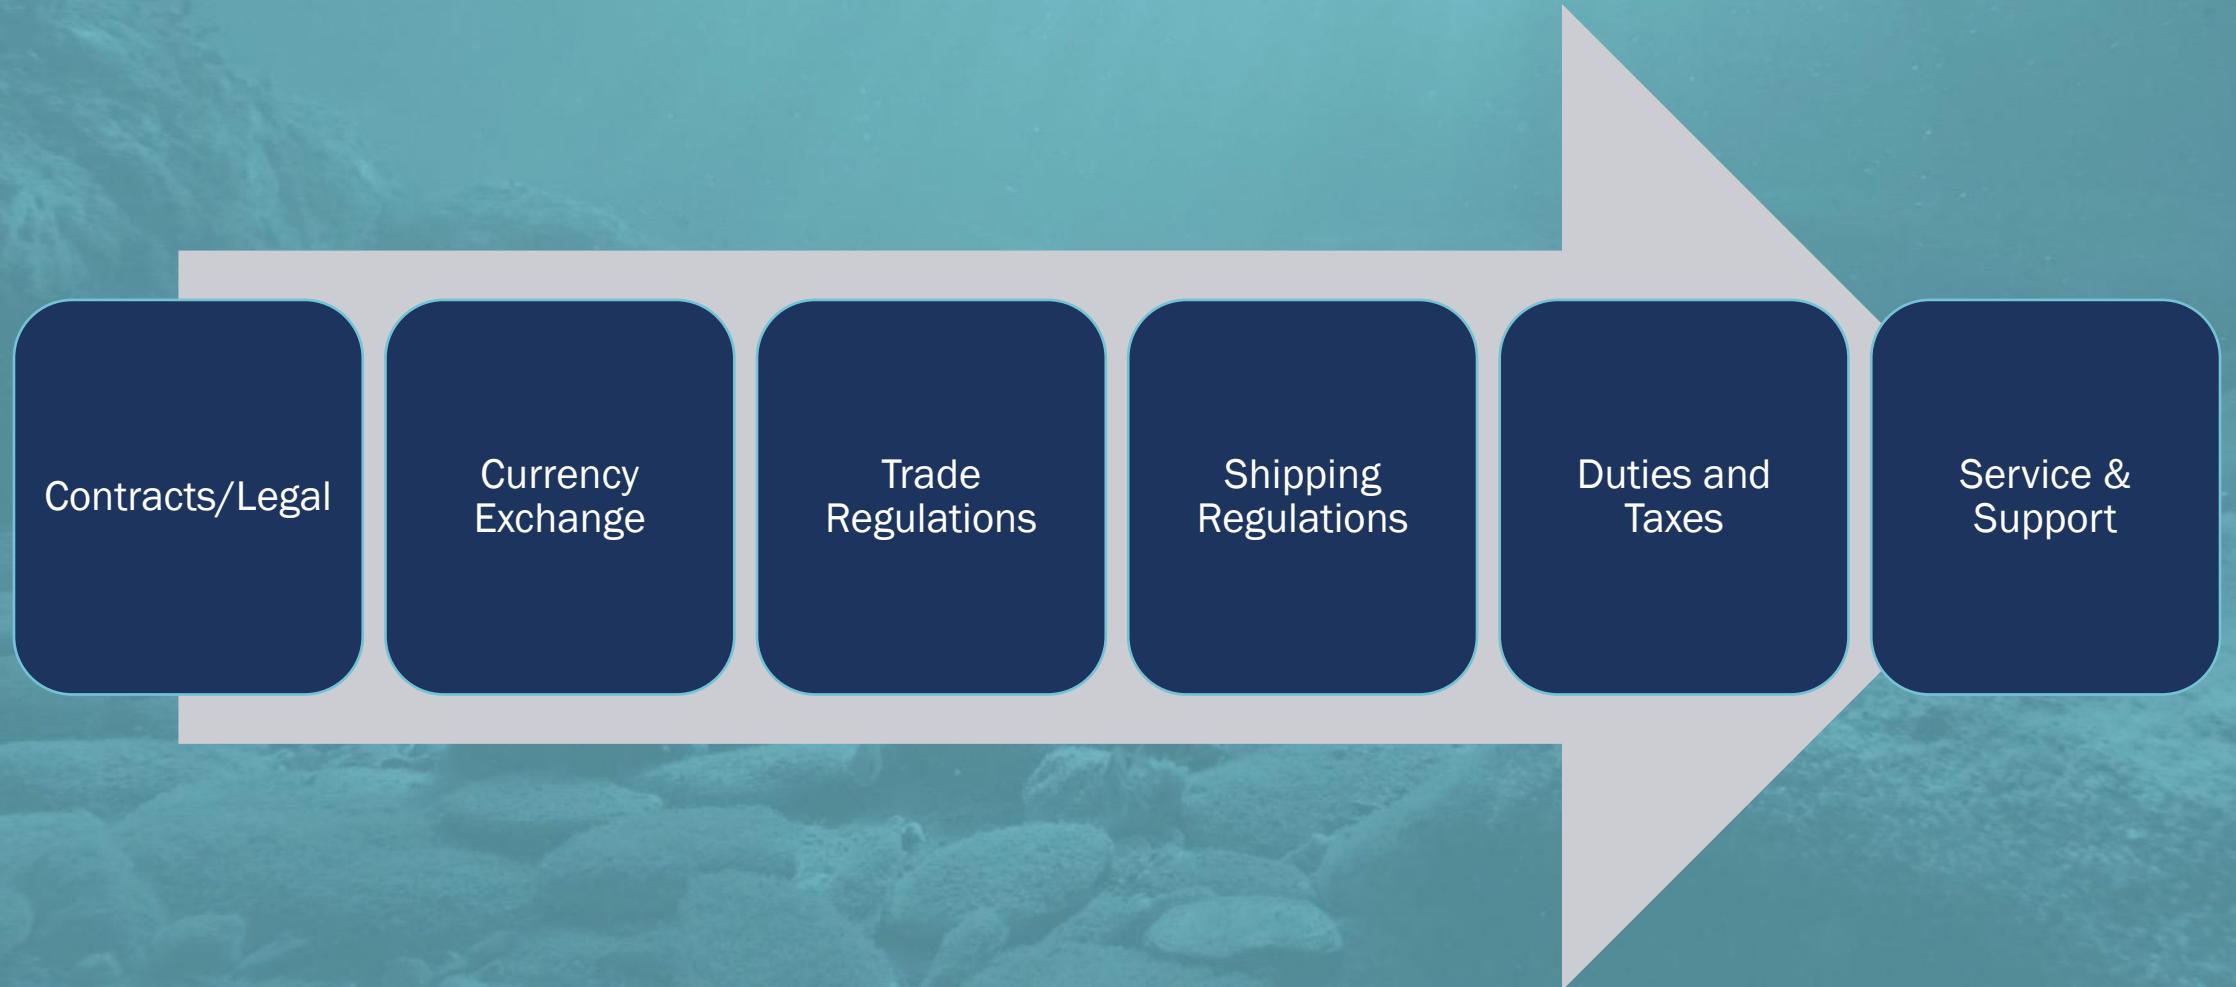 Contracts/Legal
Currency
Exchange
Trade
Regulations
Shipping
Regulations
Duties and
Taxes
Service &
Support